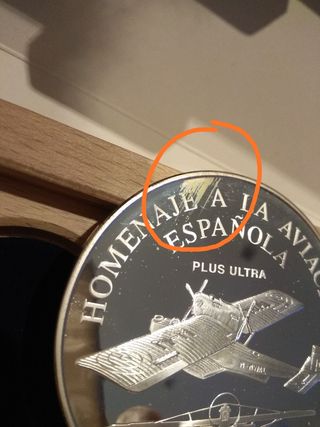 HOMENAJE A LA AVIAC
ESPAÑOLA
PLUS ULTRA